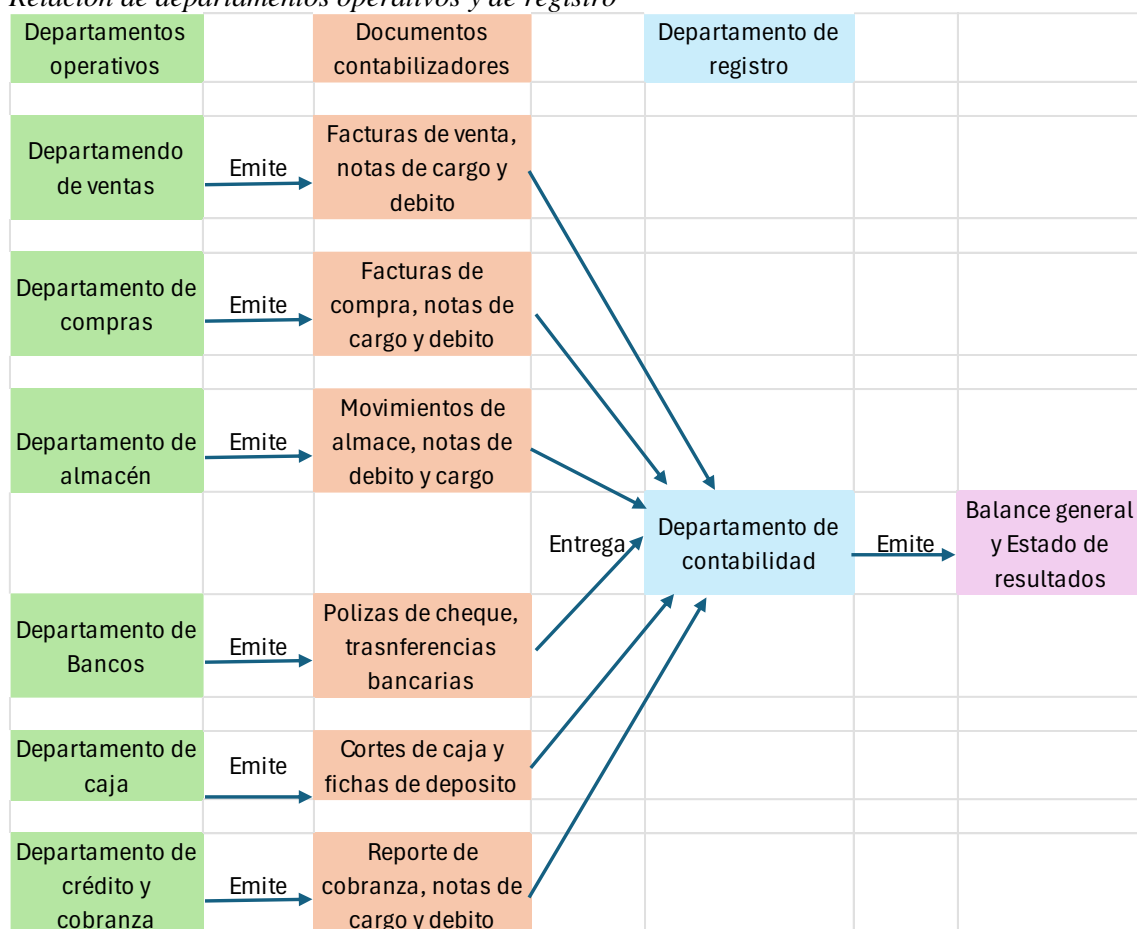 Relación de departamentos operativos y de registro
Departamentos
operativos
Documentos
contabilizadores
Departamento de
registro
Departamendo
de ventas
Emite
Facturas de venta,
notas de cargo y
debito
Departamento de
compras
Emite
Facturas de
compra, notas de
cargo y debito
Departamento de
almacén
Emite
Movimientos de
almace, notas de
debito y cargo
Entrega
Departamento de
contabilidad
Emite
Balance general
y Estado de
resultados
Departamento de
Bancos
Emite
Polizas de cheque,
trasnferencias
bancarias
Departamento de
caja
Emite
Cortes de caja y
fichas de deposito
Departamento de
crédito y
cobranza
Emite
Reporte de
cobranza, notas de
cargo y debito